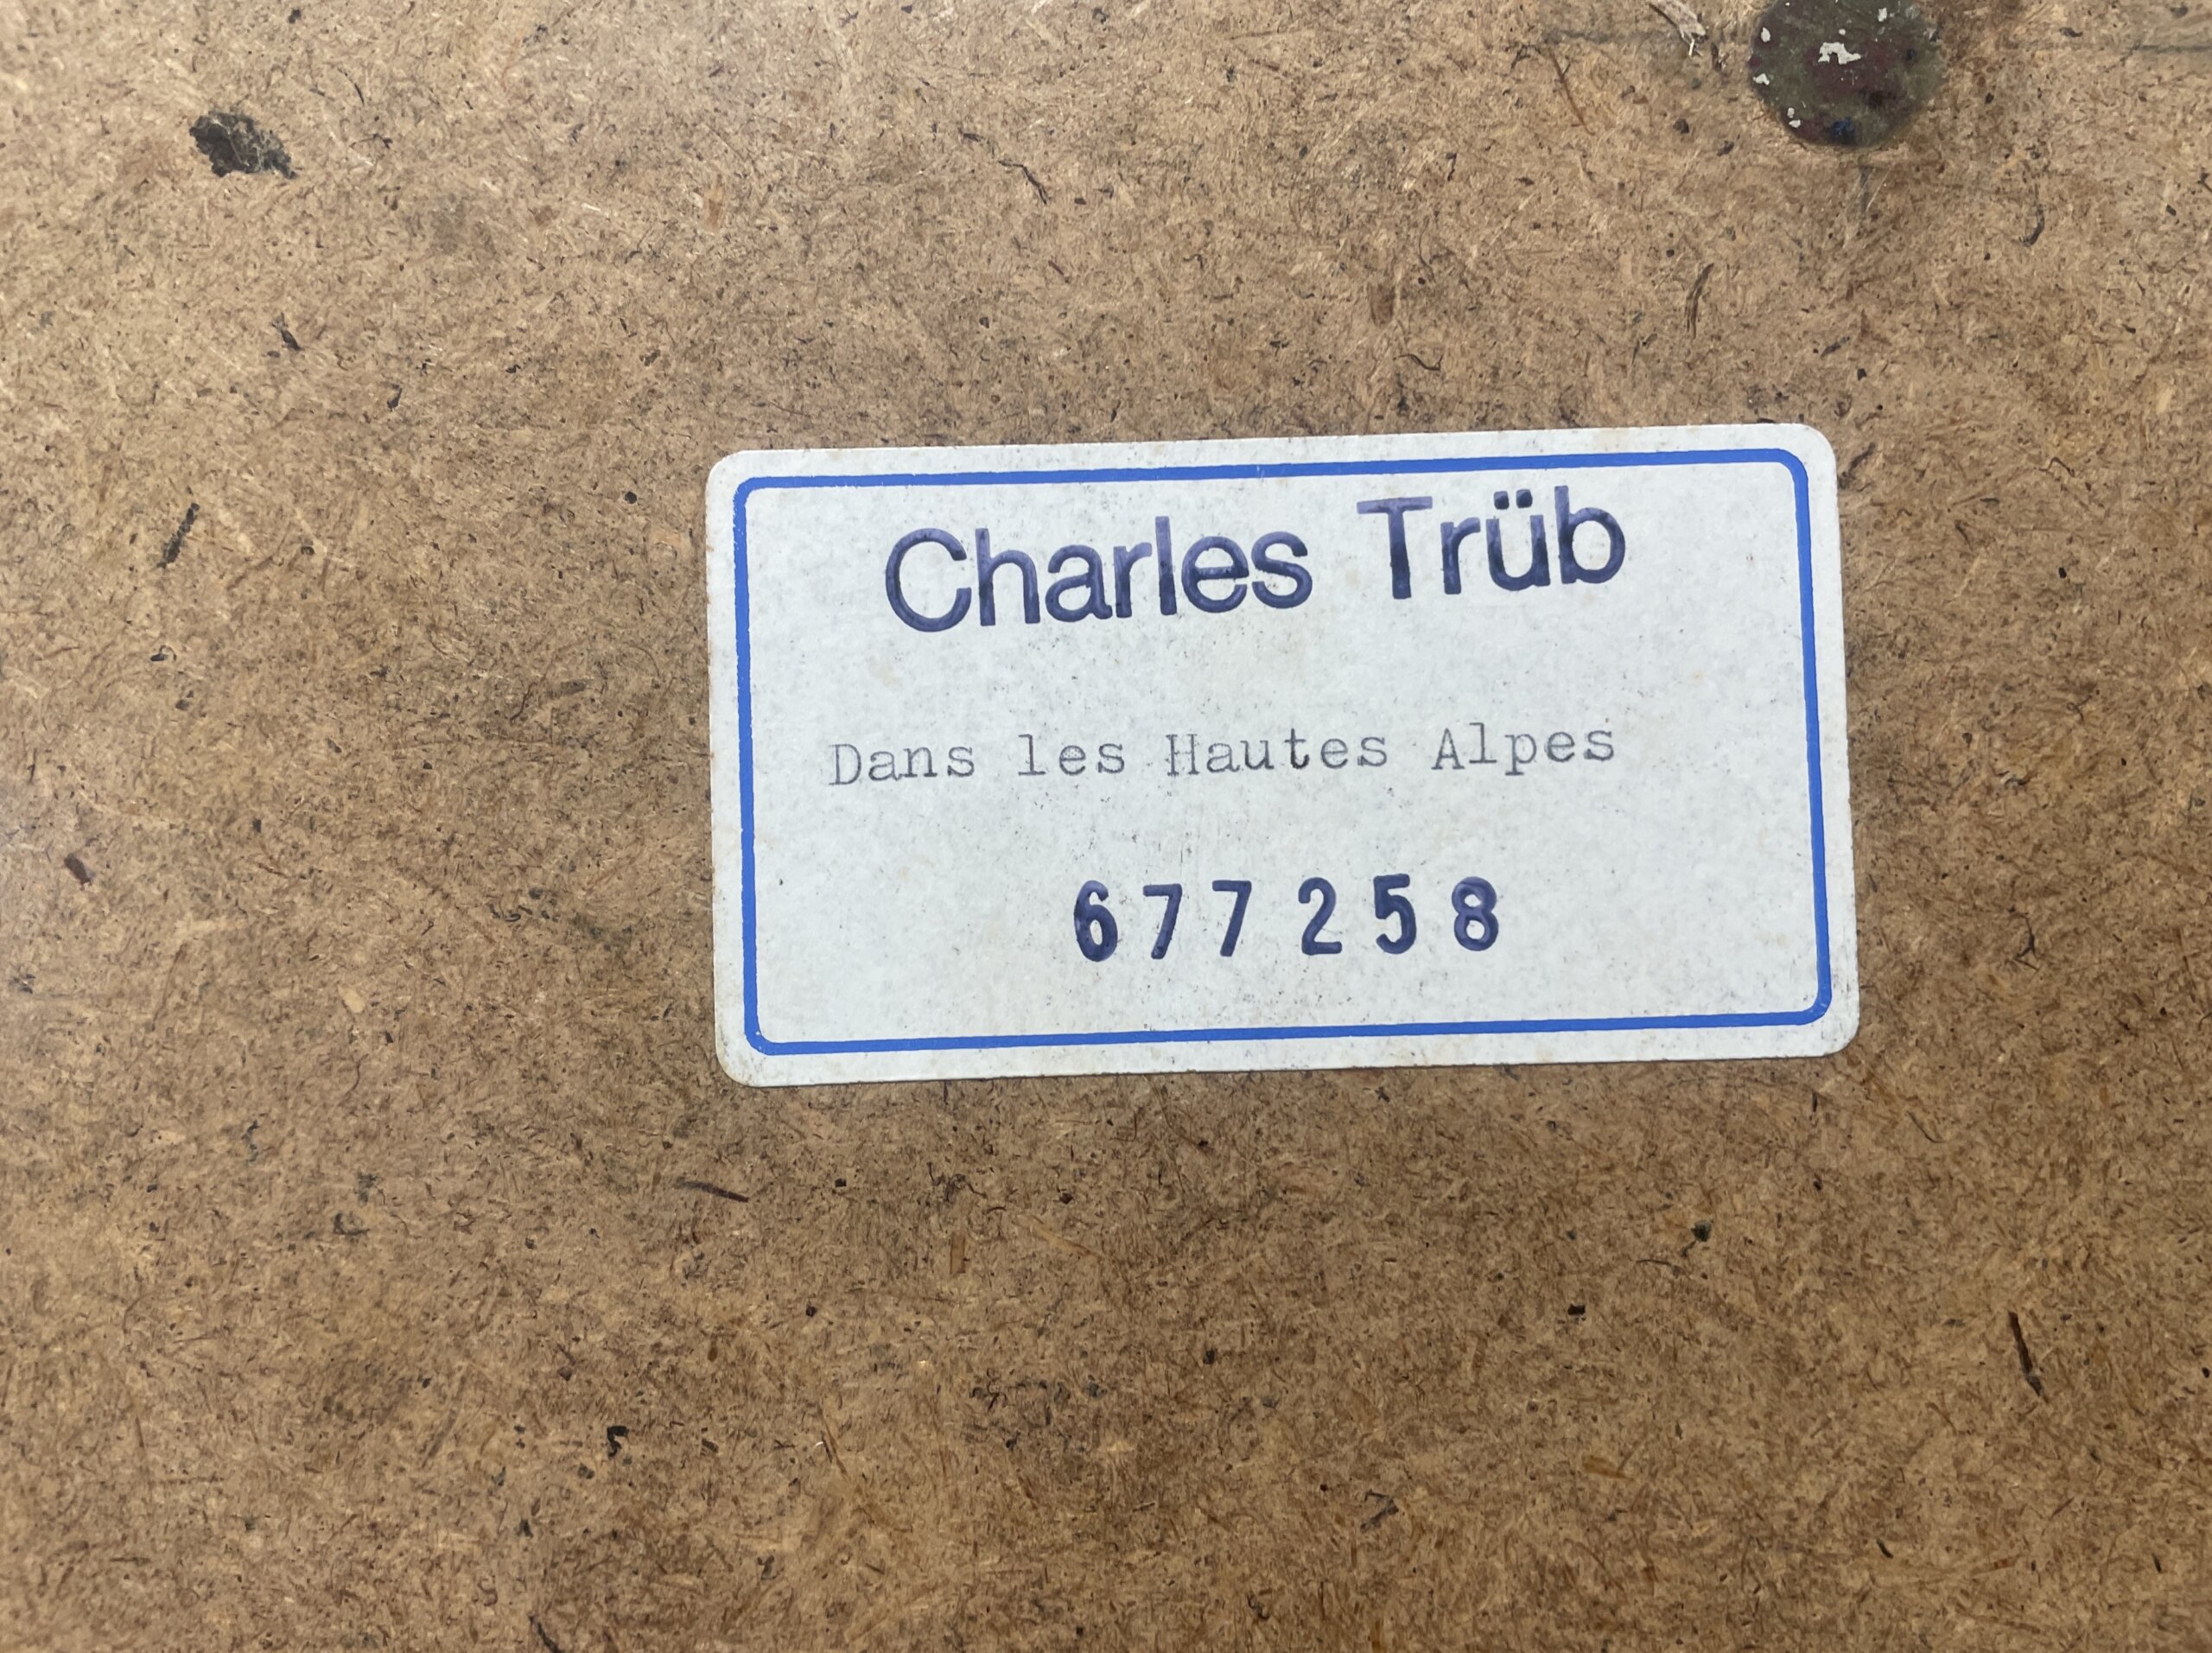 Charles Trüb
Dans les Hautes Alpes
677258